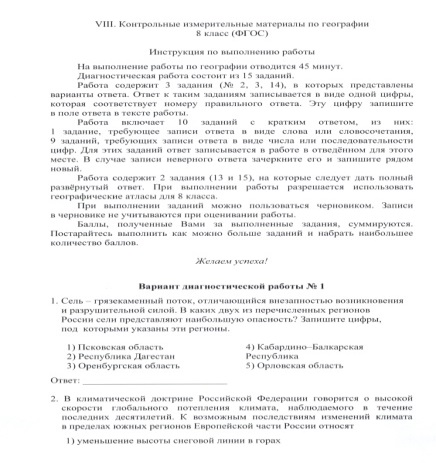 VIII. Контрольные измерительные материалы по географии
8 класс (ФГОС)
Инструкция по выполнению работы
На выполнение работы по географии отводится 45 минут.
Диагностическая работа состоит из 15 заданий.
Работа содержит 3 задания (№ 2, 3, 14), в которых представлены
варианты ответа. Ответ к таким заданиям записывается в виде одной цифры,
которая соответствует номеру правильного ответа. Эту цифру запишите
в поле ответа в тексте работы.
Работа включает 10 заданий с кратким ответом, из них:
1 задание, требующее записи ответа в виде слова или словосочетания,
9 заданий, требующих записи ответа в виде числа или последовательности
цифр. Для этих заданий ответ записывается в работе в отведённом для этого
месте. В случае записи неверного ответа зачеркните его и запишите рядом
новый.
Работа содержит 2 задания (13 и 15), на которые следует дать полный
развёрнутый ответ. При выполнении работы разрешается использовать
географические атласы для 8 класса.
При выполнении заданий можно пользоваться черновиком. Записи
в черновике не учитываются при оценивании работы.
Баллы, полученные Вами за выполненные задания, суммируются.
Постарайтесь выполнить как можно больше заданий и набрать наибольшее
количество баллов.
Желаем успеха!
Вариант диагностической работы № 1
1. Сель – грязекаменный поток, отличающийся внезапностью возникновения
и разрушительной силой. В каких двух из перечисленных регионов
России сели представляют наибольшую опасность? Запишите цифры,
под которыми указаны эти регионы.
1) Псковская область 4) Кабардино–Балкарская
2) Республика Дагестан Республика
3) Оренбургская область 5) Орловская область
Ответ:
2. В климатической доктрине Российской Федерации говорится о высокой
скорости глобального потепления климата, наблюдаемого в течение
последних десятилетий. К возможным последствиям изменений климата
в пределах южных регионов Европейской части России относят
1) уменьшение высоты снеговой линии в горах